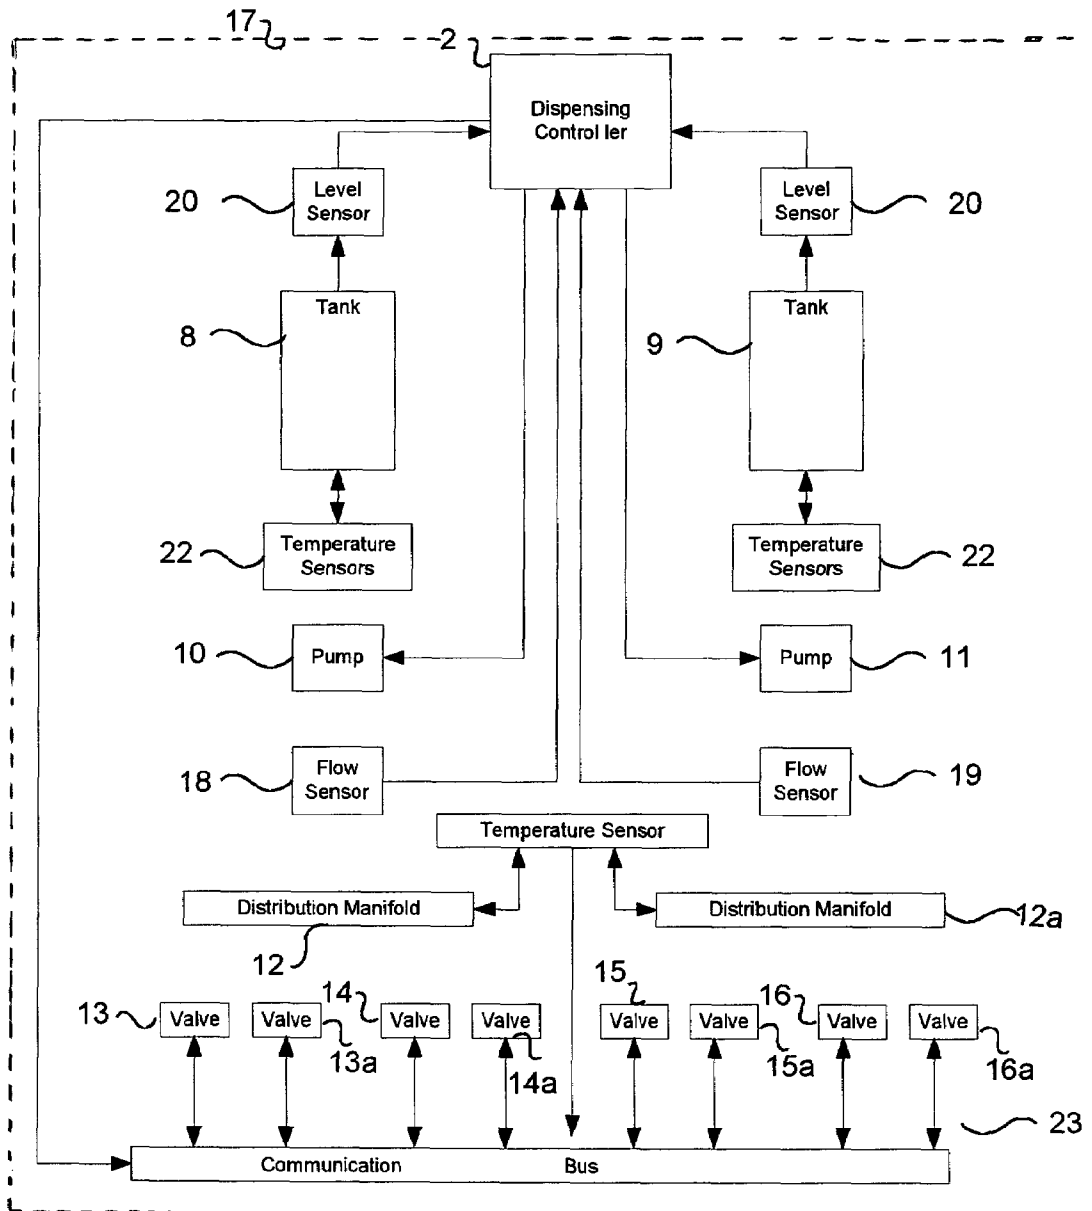 17
2
Dispensing
Controller
20
Level
Sensor
Level
Sensor
20
8
Tank
9
Tank
22
Temperature
Sensors
Temperature
Sensors
22
10
Pump
Pump
11
18
Flow
Sensor
Flow
Sensor
19
Temperature Sensor
Distribution Manifold
Distribution Manifold
12a
12
13
Valve
Valve
13a
14
Valve
Valve
14a
15
Valve
Valve
15a
16
Valve
Valve
16a
23
Communication Bus